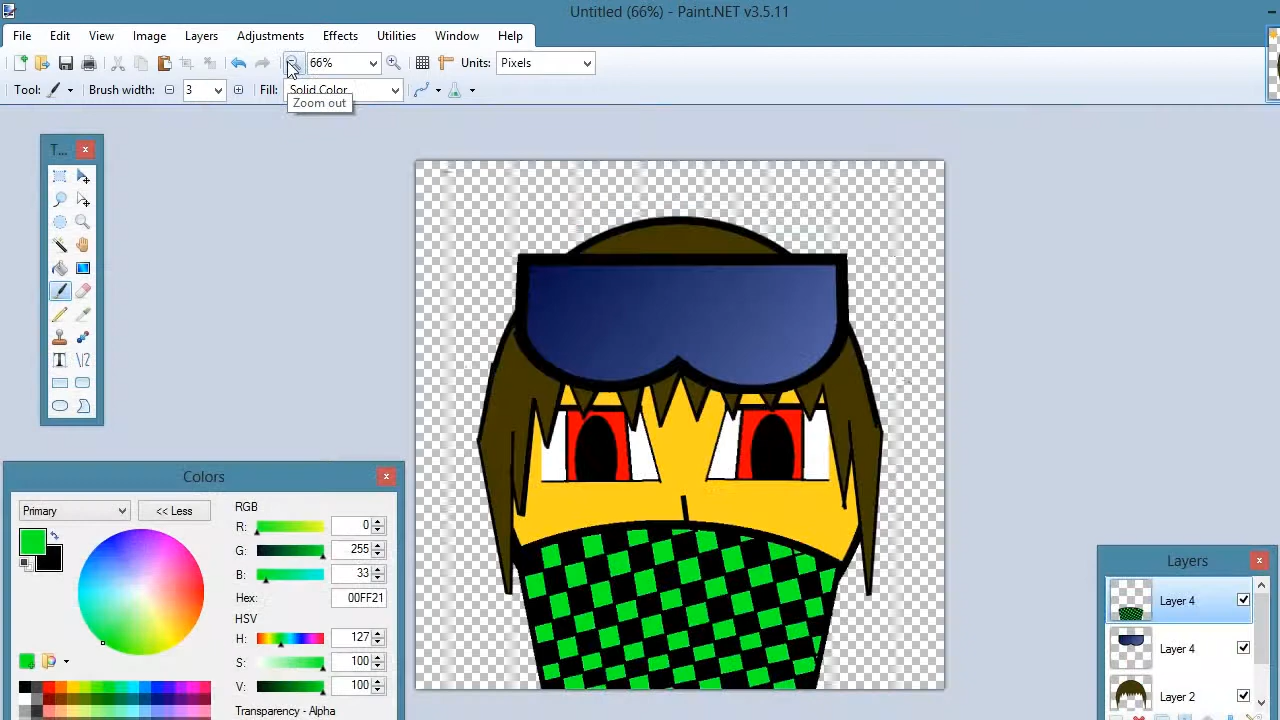 Untitled (66%) - Paint.NET v3.5.11
File Edit View Image Layers Adjustments Effects Utilities Window Help
66% Units: Pixels
Tool: Brush width: 3 Fill: Solid Color
Zoom out
T...
Colors
Primary << Less RGB
R: 0
G: 255
B: 33
Hex: 00FF21
HSV
H: 127
S: 100
V: 100
Transparency - Alpha
Layers
Layer 4
Layer 4
Layer 2